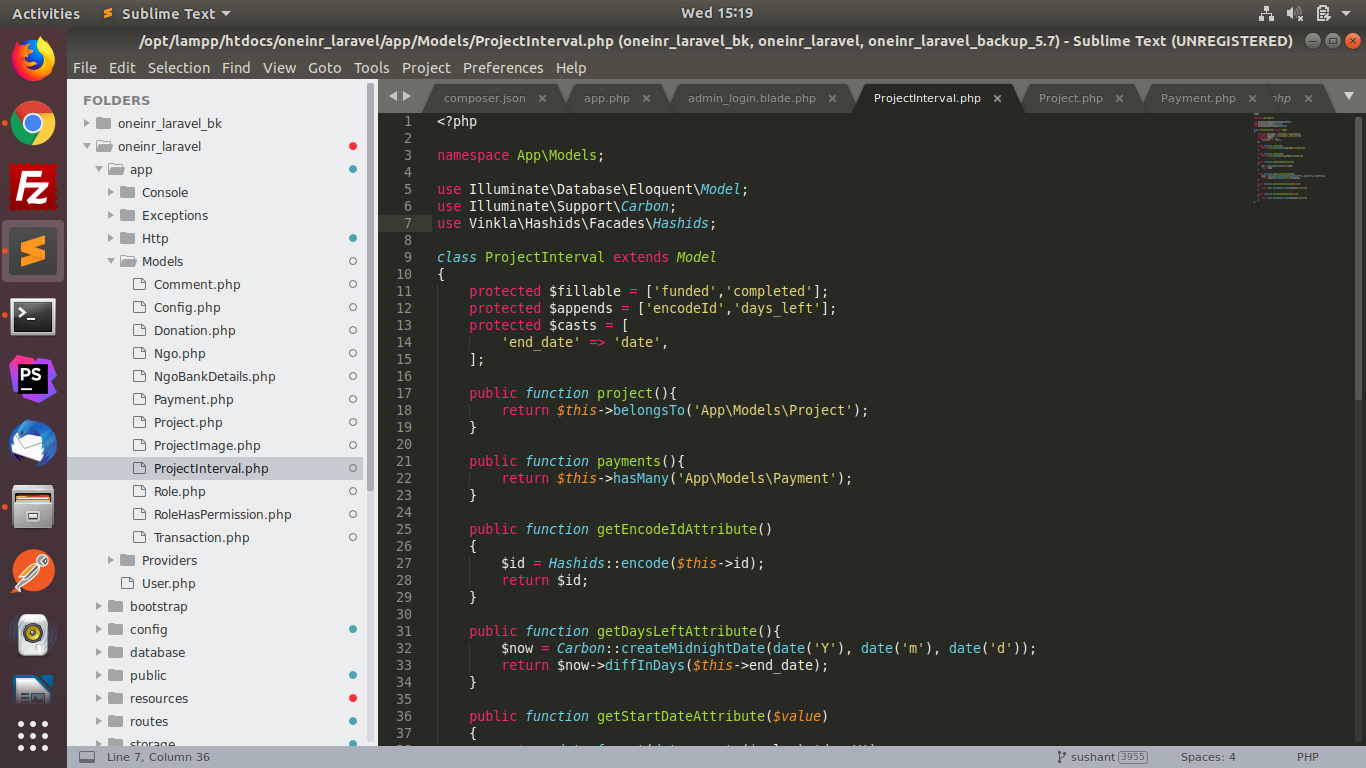 Activities
Sublime Text
Wed 15:19
/opt/lampp/htdocs/oneinr_laravel/app/Models/ProjectInterval.php (oneinr_laravel_bk, oneinr_laravel, oneinr_laravel_backup_5.7) - Sublime Text (UNREGISTERED)
File Edit Selection Find View Goto Tools Project Preferences Help
FOLDERS
oneinr_laravel_bk
oneinr_laravel
app
Console
Exceptions
Http
Models
Comment.php
Config.php
Donation.php
Ngo.php
NgoBankDetails.php
Payment.php
Project.php
ProjectImage.php
ProjectInterval.php
Role.php
RoleHasPermission.php
Transaction.php
Providers
User.php
bootstrap
config
database
public
resources
routes
storage
composer.json app.php admin_login.blade.php ProjectInterval.php Project.php Payment.php php
1 <?php
2
3 namespace App\Models;
4
5 use Illuminate\Database\Eloquent\Model;
6 use Illuminate\Support\Carbon;
7 use Vinkla\Hashids\Facades\Hashids;
8
9 class ProjectInterval extends Model
10 {
11 protected $fillable = ['funded','completed'];
12 protected $appends = ['encodeId','days_left'];
13 protected $casts = [
14 'end_date' => 'date',
15 ];
16
17 public function project(){
18 return $this->belongsTo('App\Models\Project');
19 }
20
21 public function payments(){
22 return $this->hasMany('App\Models\Payment');
23 }
24
25 public function getEncodeIdAttribute()
26 {
27 $id = Hashids::encode($this->id);
28 return $id;
29 }
30
31 public function getDaysLeftAttribute(){
32 $now = Carbon::createMidnightDate(date('Y'), date('m'), date('d'));
33 return $now->diffInDays($this->end_date);
34 }
35
36 public function getStartDateAttribute($value)
37 {
Line 7, Column 36
sushant 3955
Spaces: 4
PHP
Fz
PS